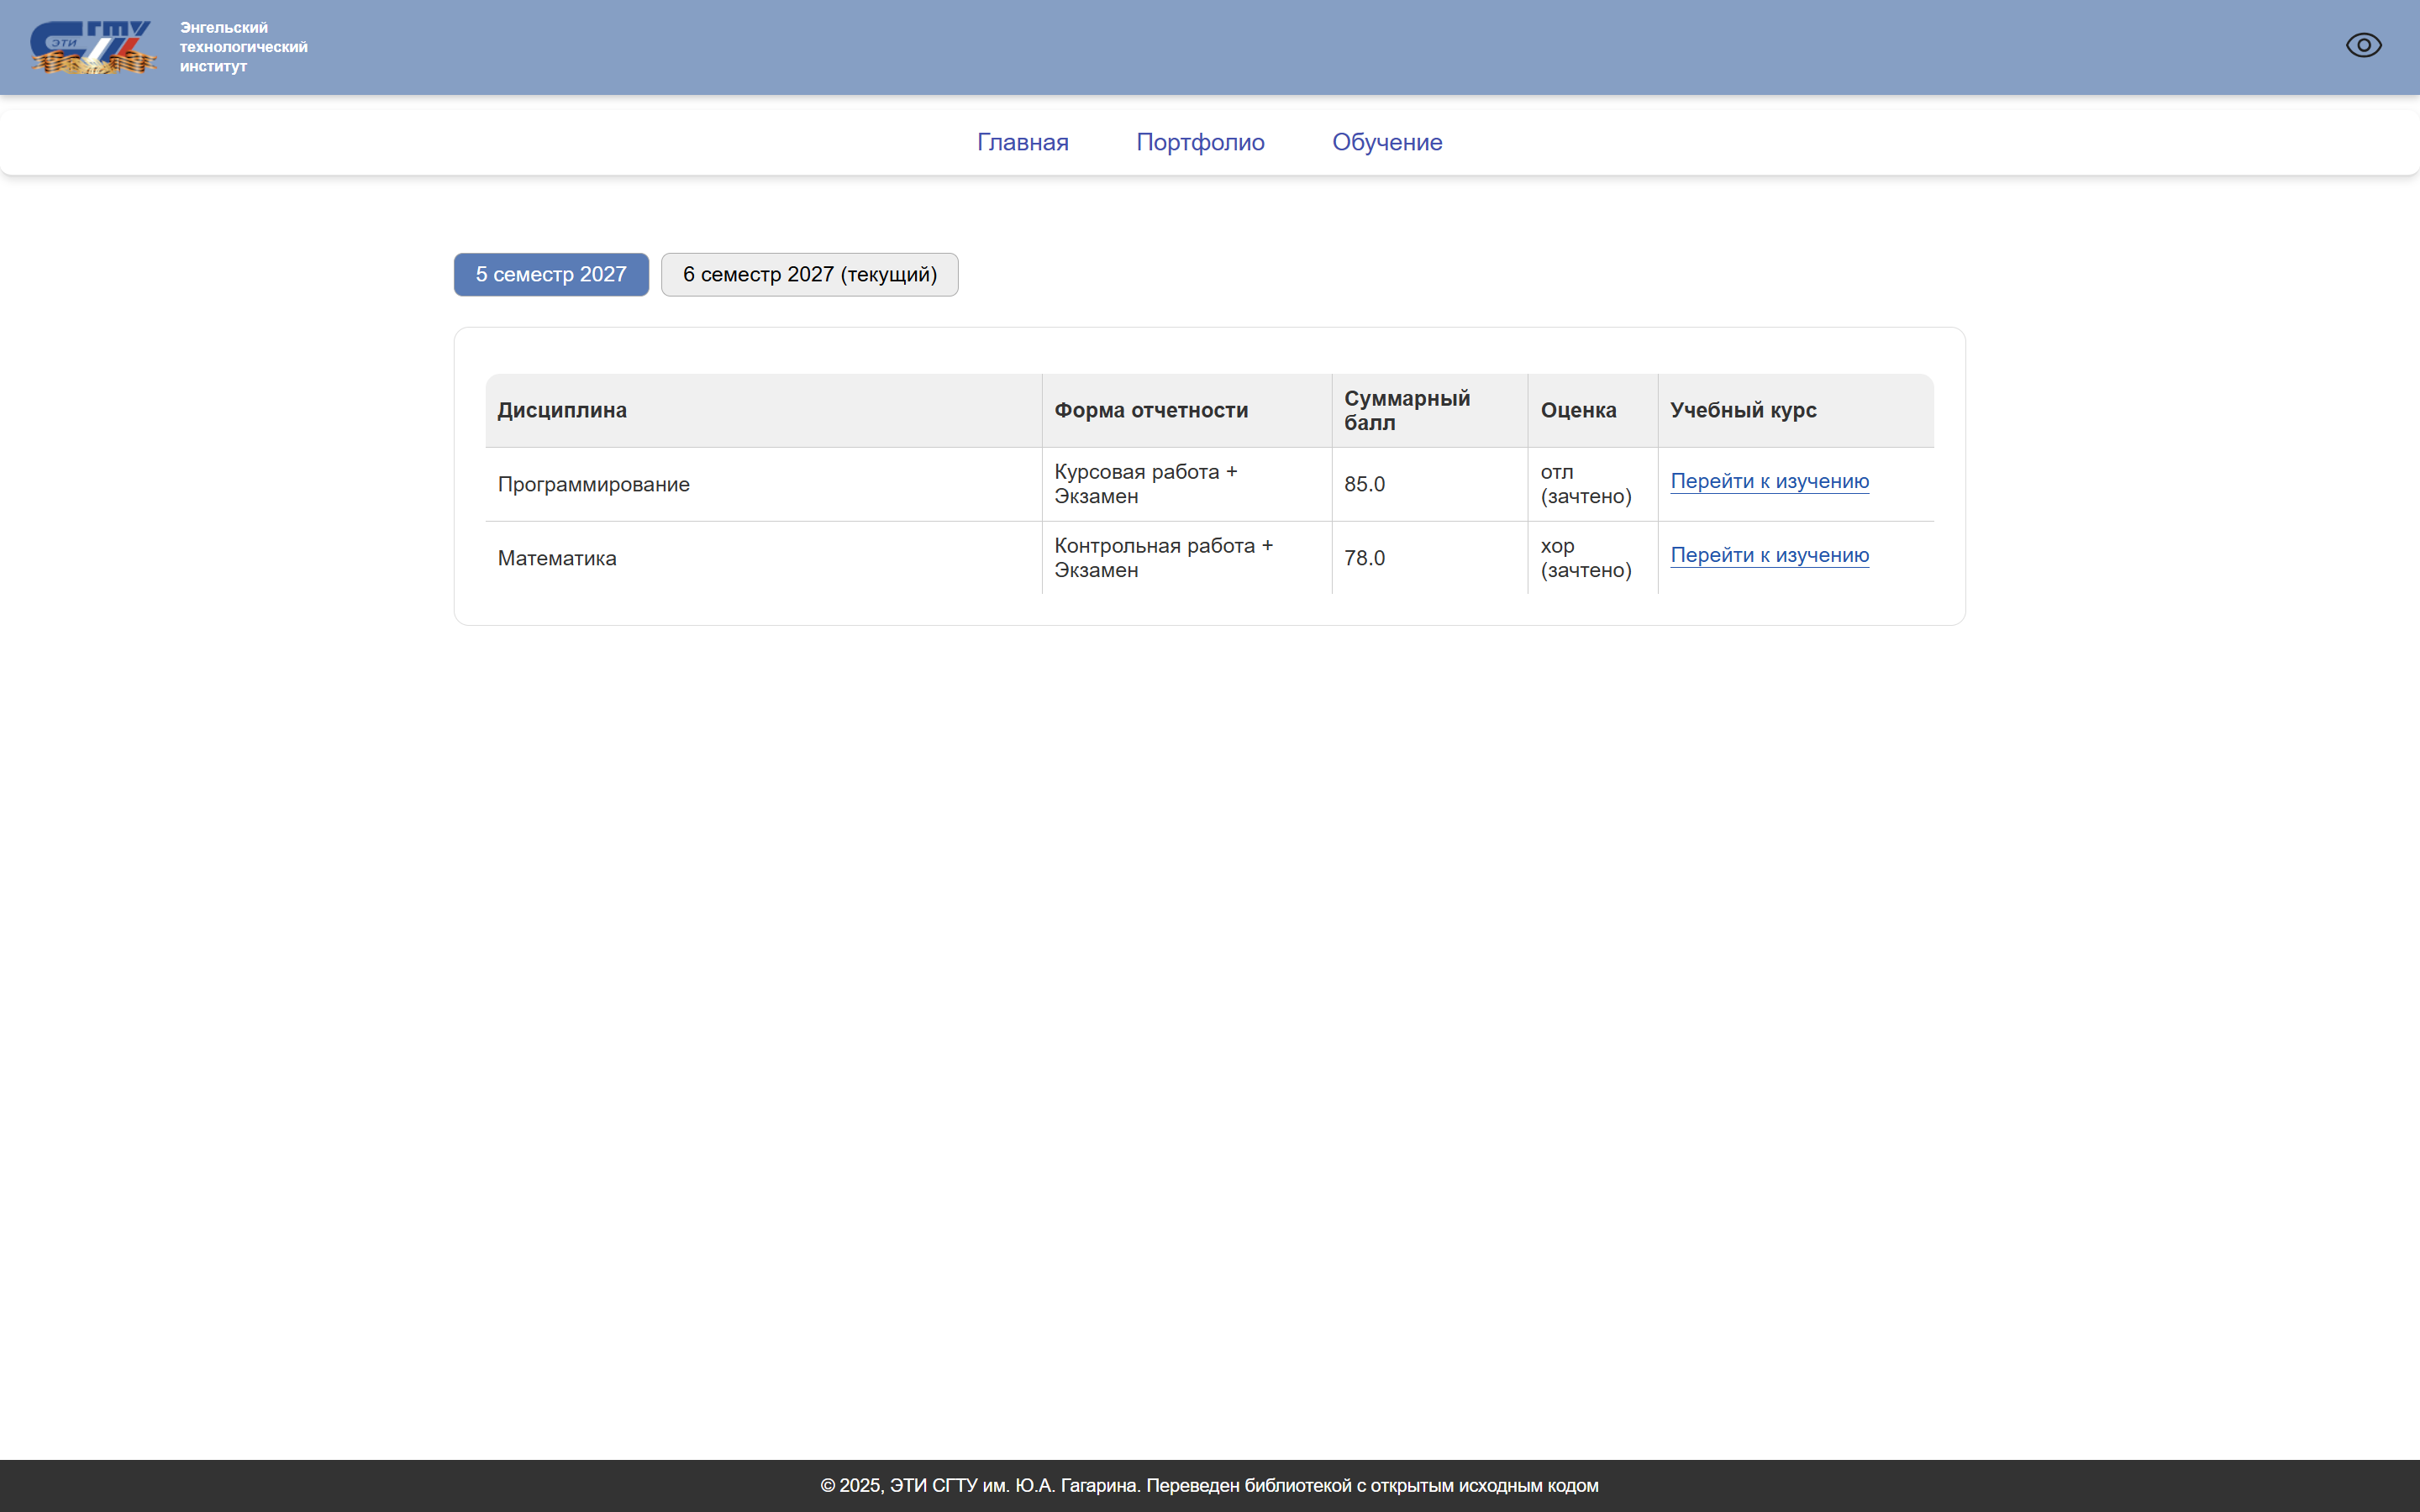 СГТУ
ЭТИ
Энгельский
технологический
институт
Главная Портфолио Обучение
5 семестр 2027 6 семестр 2027 (текущий)
Дисциплина Форма отчетности Суммарный балл Оценка Учебный курс
Программирование Курсовая работа + Экзамен 85.0 отл (зачтено) Перейти к изучению
Математика Контрольная работа + Экзамен 78.0 хор (зачтено) Перейти к изучению
© 2025, ЭТИ СГТУ им. Ю.А. Гагарина. Переведен библиотекой с открытым исходным кодом